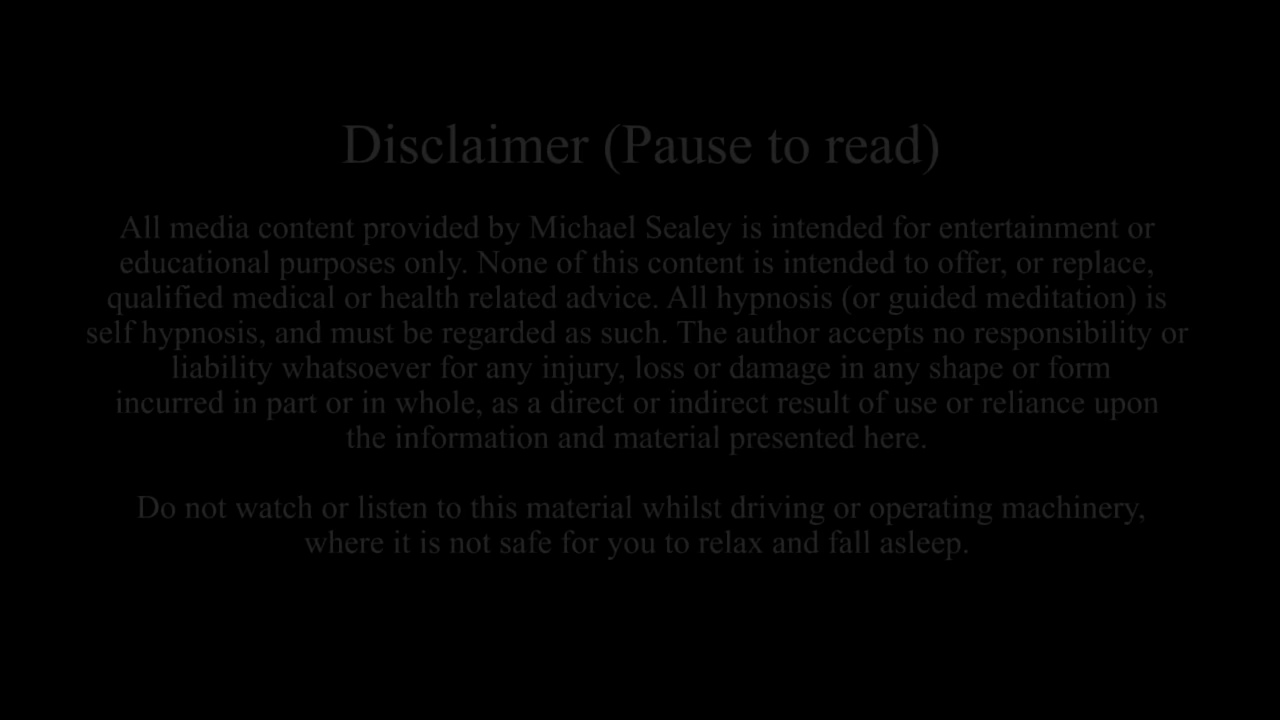 Disclaimer (Pause to read)
All media content provided by Michael Sealey is intended for entertainment or
educational purposes only. None of this content is intended to offer, or replace,
qualified medical or health related advice. All hypnosis (or guided meditation) is
self hypnosis, and must be regarded as such. The author accepts no responsibility or
liability whatsoever for any injury, loss or damage in any shape or form
incurred in part or in whole, as a direct or indirect result of use or reliance upon
the information and material presented here.
Do not watch or listen to this material whilst driving or operating machinery,
where it is not safe for you to relax and fall asleep.